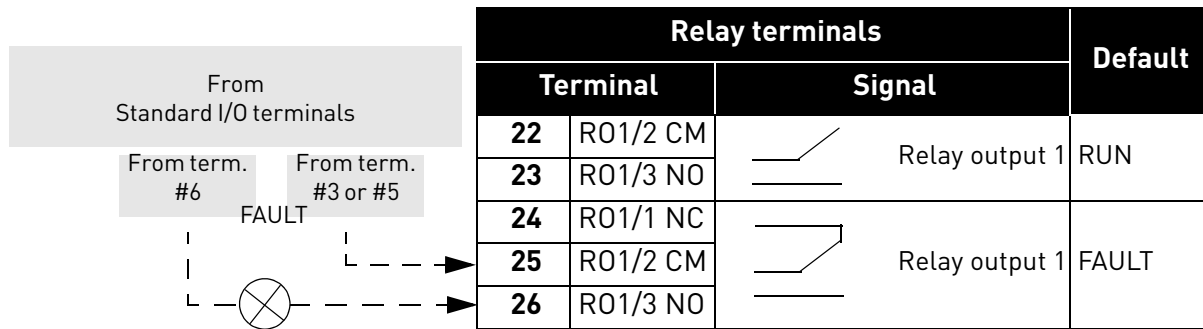 Relay terminals
Default
Terminal
Signal
From
Standard I/O terminals
From term.
#6
From term.
#3 or #5
FAULT
22
RO1/2 CM
23
RO1/3 NO
Relay output 1
RUN
24
RO1/1 NC
25
RO1/2 CM
26
RO1/3 NO
Relay output 1
FAULT